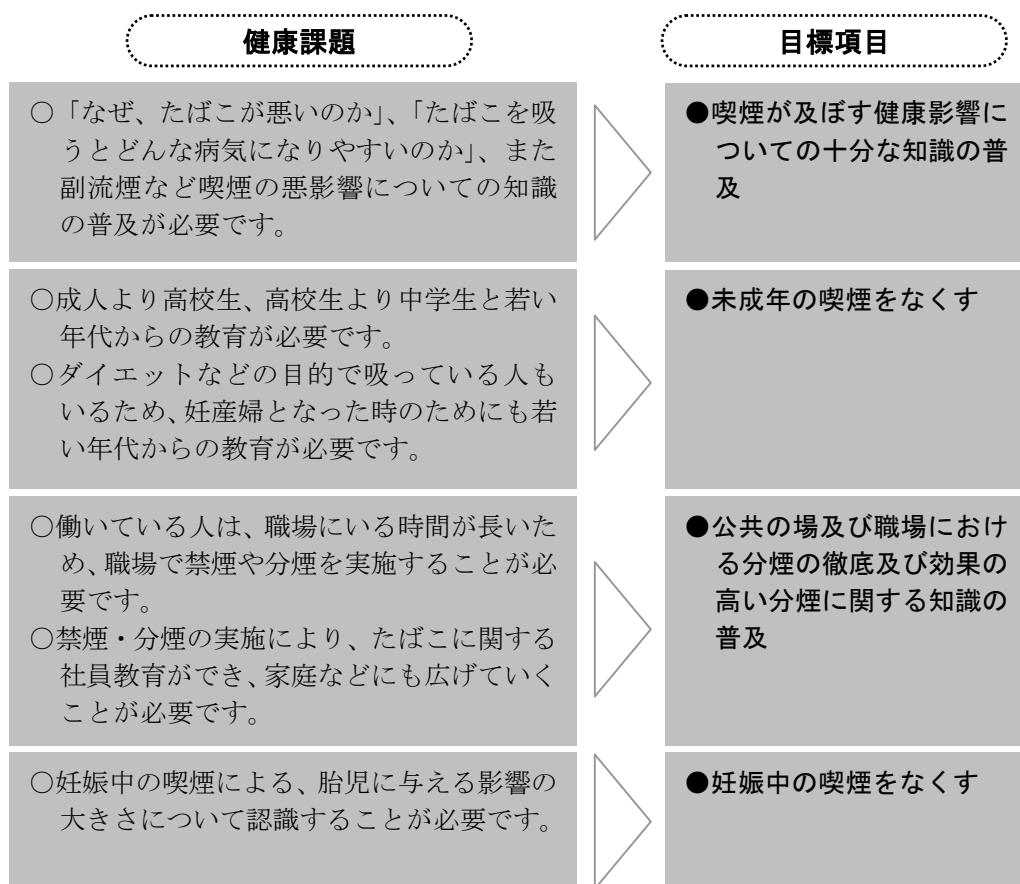 健康課題
目標項目
○「なぜ、たばこが悪いのか」、「たばこを吸
うとどんな病気になりやすいのか」、また
副流煙など喫煙の悪影響についての知識
の普及が必要です。
●喫煙が及ぼす健康影響に
ついての十分な知識の普
及
○成人より高校生、高校生より中学生と若い
年代からの教育が必要です。
○ダイエットなどの目的で吸っている人も
いるため、妊産婦となった時のためにも若
い年代からの教育が必要です。
●未成年の喫煙をなくす
○働いている人は、職場にいる時間が長いた
め、職場で禁煙や分煙を実施することが必
要です。
○禁煙・分煙の実施により、たばこに関する
社員教育ができ、家庭などにも広げていく
ことが必要です。
●公共の場及び職場におけ
る分煙の徹底及び効果の
高い分煙に関する知識の
普及
○妊娠中の喫煙による、胎児に与える影響の
大きさについて認識することが必要です。
●妊娠中の喫煙をなくす